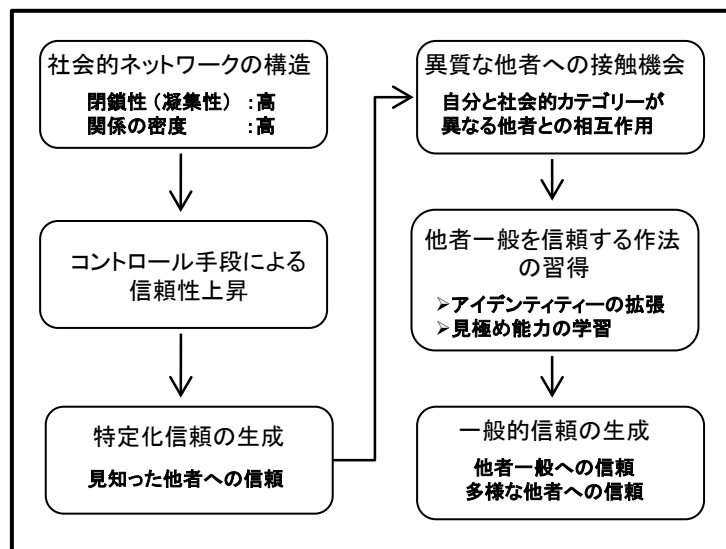 社会的ネットワークの構造
閉鎖性（凝集性）：高
関係の密度　　　：高
コントロール手段による
信頼性上昇
特定化信頼の生成
見知った他者への信頼
異質な他者への接触機会
自分と社会的カテゴリーが
異なる他者との相互作用
他者一般を信頼する作法
の習得
➢アイデンティティーの拡張
➢見極め能力の学習
一般的信頼の生成
他者一般への信頼
多様な他者への信頼